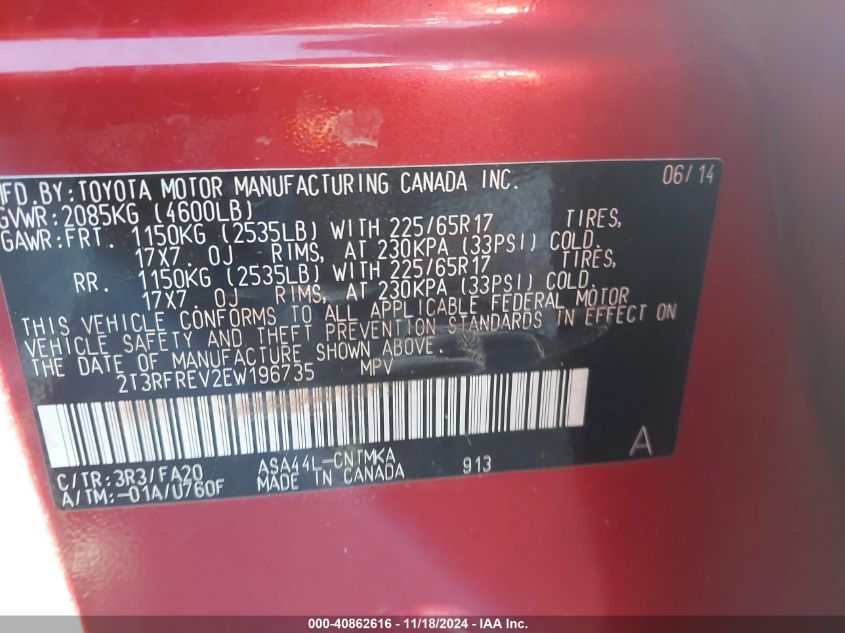 MFD. BY: TOYOTA MOTOR MANUFACTURING CANADA INC. 06/14
GVWR: 2085KG (4600LB)
GAWR: FRT. 1150KG (2535LB) WITH 225/65R17 TIRES,
17X7.0J RIMS, AT 230KPA (33PSI) COLD.
RR. 1150KG (2535LB) WITH 225/65R17 TIRES,
17X7.0J RIMS, AT 230KPA (33PSI) COLD.
THIS VEHICLE CONFORMS TO ALL APPLICABLE FEDERAL MOTOR
VEHICLE SAFETY AND THEFT PREVENTION STANDARDS IN EFFECT ON
THE DATE OF MANUFACTURE SHOWN ABOVE.
2T3RFREV2EW196735 MPV
A
C/TR: 3R3/FA20 ASA44L-CNTMKA 913
A/TM: -01A/U760F MADE IN CANADA
000-40862616 - 11/18/2024 - IAA Inc.